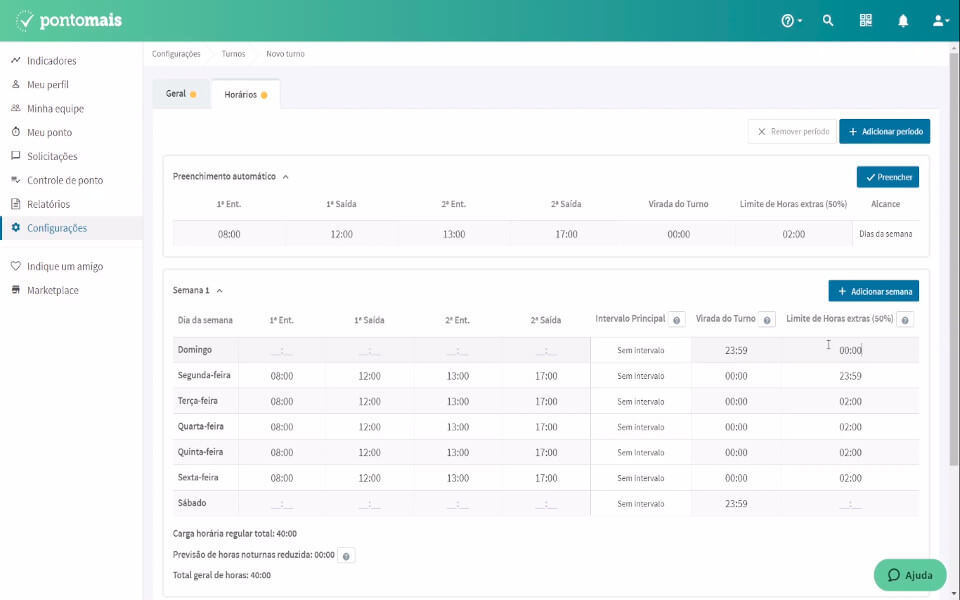 pontomais
Configurações Turnos Novo turno
Indicadores
Meu perfil
Minha equipe
Meu ponto
Solicitações
Controle de ponto
Relatórios
Configurações
Indique um amigo
Marketplace
Geral Horários
Remover período Adicionar período
Preenchimento automático Preencher
1ª Ent. 1ª Saída 2ª Ent. 2ª Saída Virada do Turno Limite de Horas extras (50%) Alcance
08:00 12:00 13:00 17:00 00:00 02:00 Dias da semana
Semana 1 Adicionar semana
Dia da semana 1ª Ent. 1ª Saída 2ª Ent. 2ª Saída Intervalo Principal Virada do Turno Limite de Horas extras (50%)
Domingo __:__ __:__ __:__ __:__ Sem intervalo 23:59 00:00
Segunda-feira 08:00 12:00 13:00 17:00 Sem intervalo 00:00 23:59
Terça-feira 08:00 12:00 13:00 17:00 Sem intervalo 00:00 02:00
Quarta-feira 08:00 12:00 13:00 17:00 Sem intervalo 00:00 02:00
Quinta-feira 08:00 12:00 13:00 17:00 Sem intervalo 00:00 02:00
Sexta-feira 08:00 12:00 13:00 17:00 Sem intervalo 00:00 02:00
Sábado __:__ __:__ __:__ __:__ Sem intervalo 23:59 __:__
Carga horária regular total: 40:00
Previsão de horas noturnas reduzida: 00:00
Total geral de horas: 40:00
Ajuda